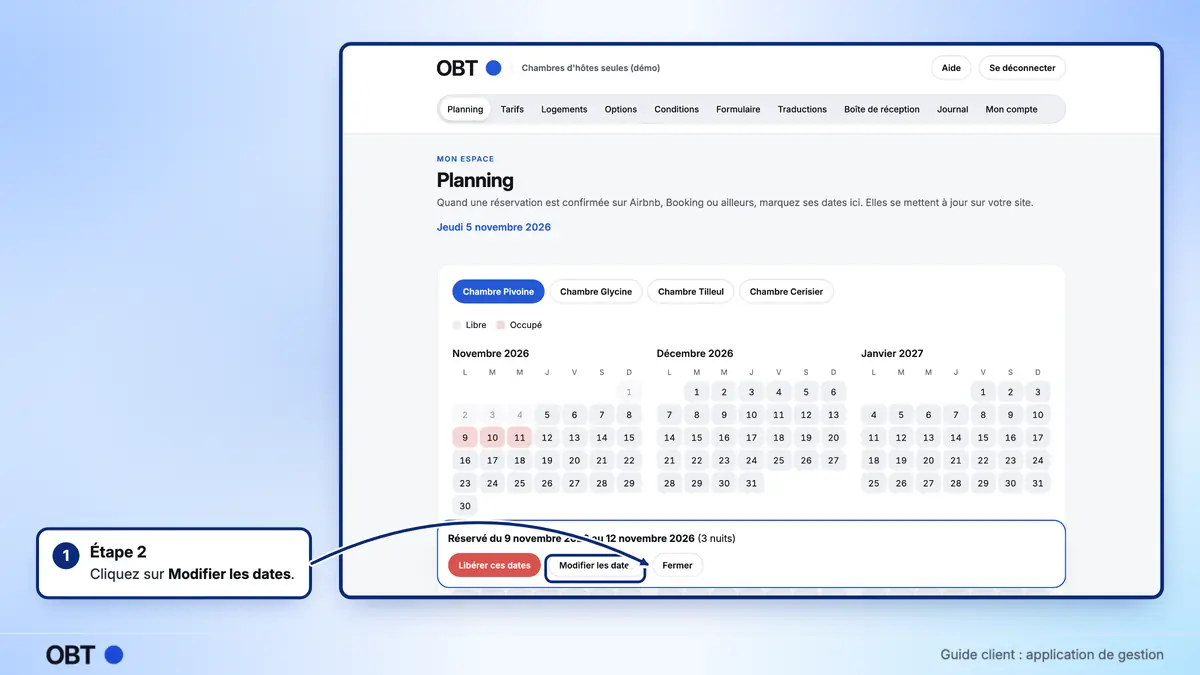 OBT
Chambres d'hôtes seules (démo)
Aide
Se déconnecter
Planning
Tarifs
Logements
Options
Conditions
Formulaire
Traductions
Boîte de réception
Journal
Mon compte
MON ESPACE
Planning
Quand une réservation est confirmée sur Airbnb, Booking ou ailleurs, marquez ses dates ici. Elles se mettent à jour sur votre site.
Jeudi 5 novembre 2026
Chambre Pivoine
Chambre Glycine
Chambre Tilleul
Chambre Cerisier
Libre
Occupé
Novembre 2026
L M M J V S D
1
2 3 4 5 6 7 8
9 10 11 12 13 14 15
16 17 18 19 20 21 22
23 24 25 26 27 28 29
30
Décembre 2026
L M M J V S D
1 2 3 4 5 6
7 8 9 10 11 12 13
14 15 16 17 18 19 20
21 22 23 24 25 26 27
28 29 30 31
Janvier 2027
L M M J V S D
1 2 3
4 5 6 7 8 9 10
11 12 13 14 15 16 17
18 19 20 21 22 23 24
25 26 27 28 29 30 31
Réservé du 9 novembre 2026 au 12 novembre 2026 (3 nuits)
Libérer ces dates
Modifier les date
Fermer
1
Étape 2
Cliquez sur Modifier les dates.
OBT
Guide client : application de gestion